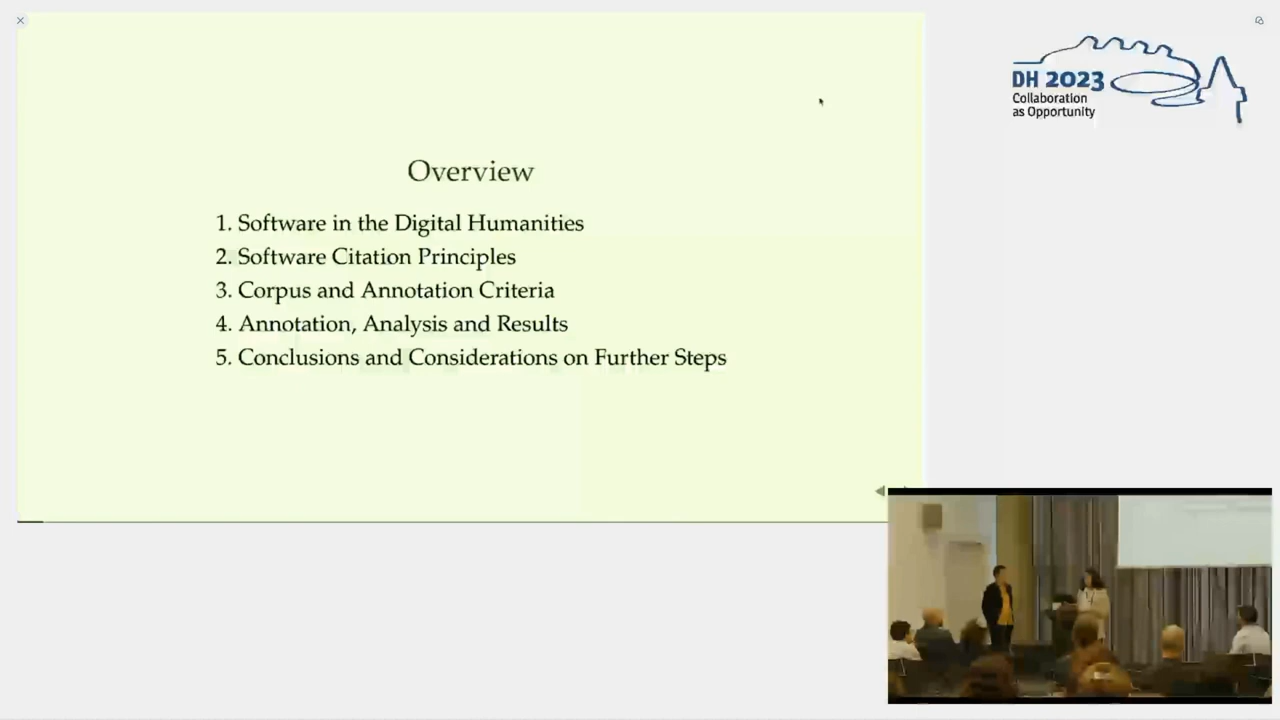 Overview
1. Software in the Digital Humanities
2. Software Citation Principles
3. Corpus and Annotation Criteria
4. Annotation, Analysis and Results
5. Conclusions and Considerations on Further Steps
DH 2023
Collaboration
as Opportunity